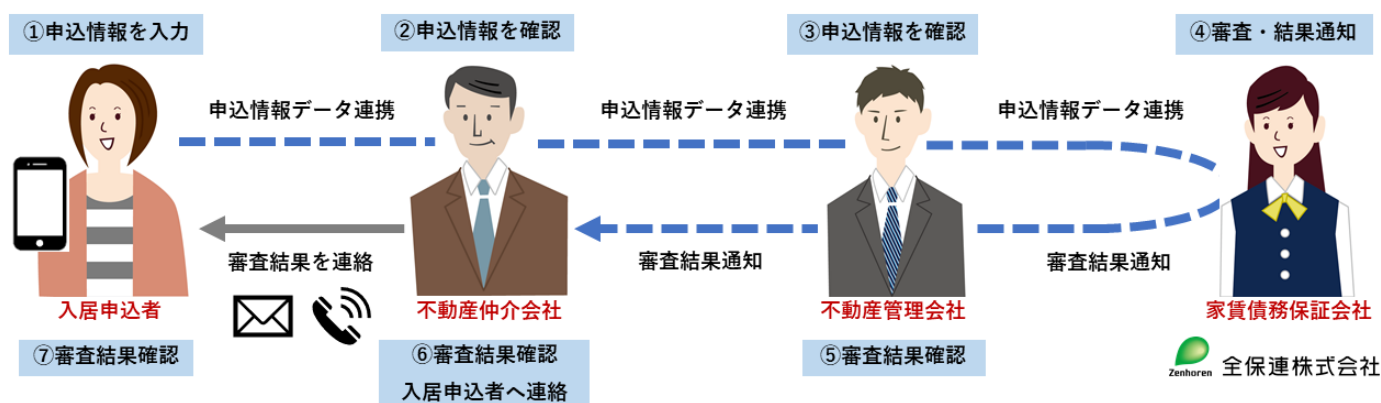 ①申込情報を入力
②申込情報を確認
③申込情報を確認
④審査・結果通知
申込情報データ連携
申込情報データ連携
申込情報データ連携
審査結果を連絡
審査結果通知
審査結果通知
入居申込者
不動産仲介会社
不動産管理会社
家賃債務保証会社
⑦審査結果確認
⑥審査結果確認
入居申込者へ連絡
⑤審査結果確認
Zenhoren
全保連株式会社